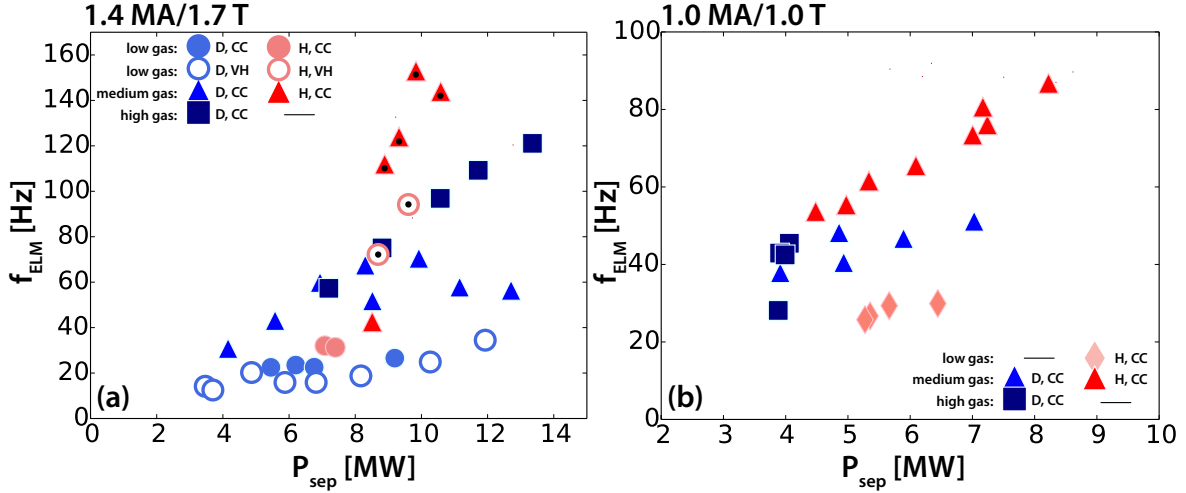 1.4 MA/1.7 T
160
140
120
100
80
60
40
20
0
f_ELM [Hz]
low gas: D, CC H, CC
low gas: D, VH H, VH
medium gas: D, CC H, CC
high gas: D, CC —
(a)
0 2 4 6 8 10 12 14
P_sep [MW]
1.0 MA/1.0 T
100
80
60
40
20
0
f_ELM [Hz]
low gas: — H, CC
medium gas: D, CC H, CC
high gas: D, CC —
(b)
2 3 4 5 6 7 8 9 10
P_sep [MW]